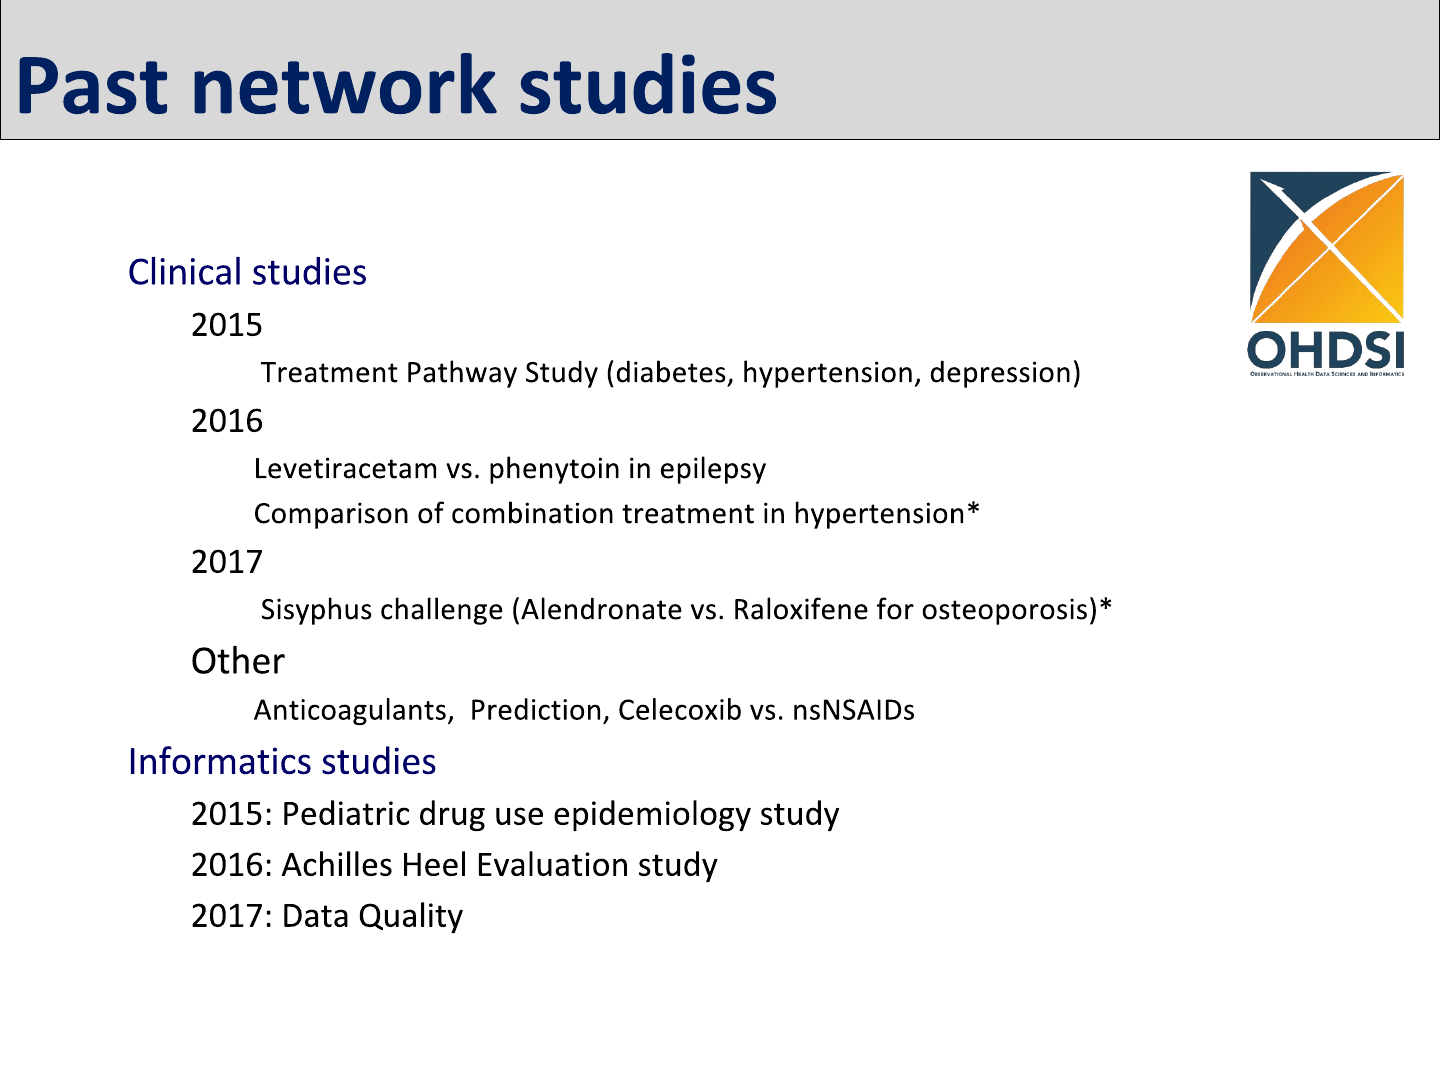 Past network studies
OHDSI
OBSERVATIONAL HEALTH DATA SCIENCES AND INFORMATICS
Clinical studies
2015
Treatment Pathway Study (diabetes, hypertension, depression)
2016
Levetiracetam vs. phenytoin in epilepsy
Comparison of combination treatment in hypertension*
2017
Sisyphus challenge (Alendronate vs. Raloxifene for osteoporosis)*
Other
Anticoagulants,  Prediction, Celecoxib vs. nsNSAIDs
Informatics studies
2015: Pediatric drug use epidemiology study
2016: Achilles Heel Evaluation study
2017: Data Quality